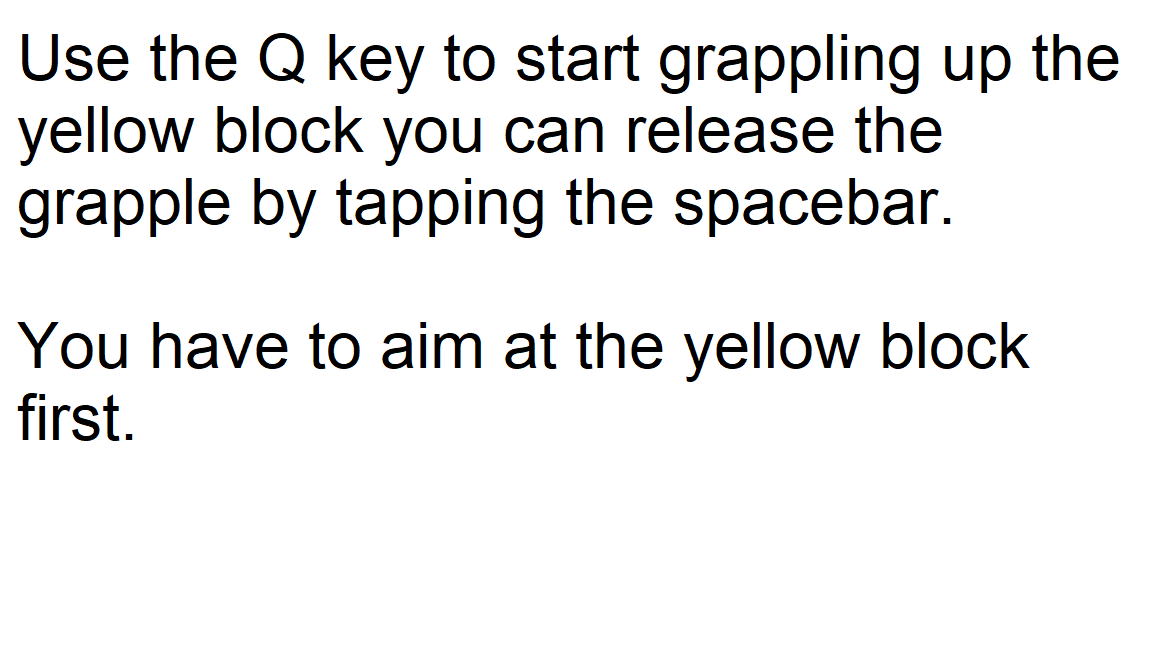 Use the Q key to start grappling up the
yellow block you can release the
grapple by tapping the spacebar.
You have to aim at the yellow block
first.